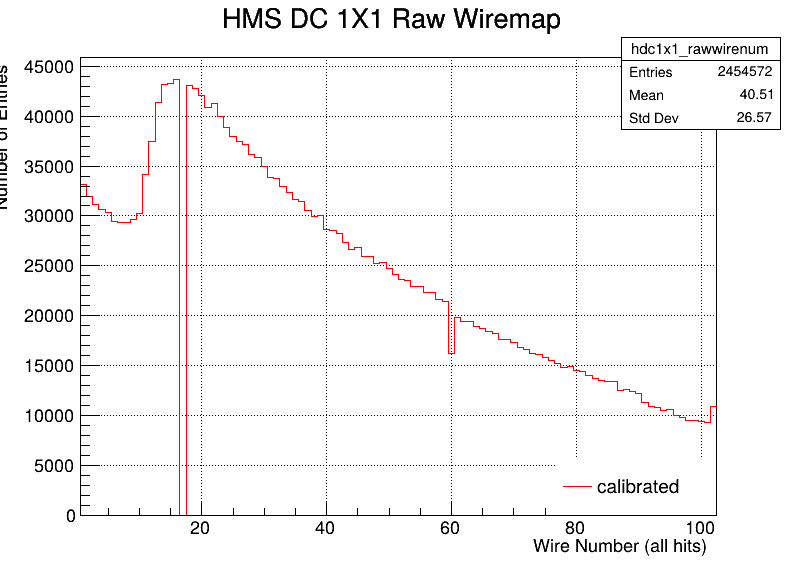 HMS DC 1X1 Raw Wiremap
hdc1x1_rawwirenum
Entries 2454572
Mean 40.51
Std Dev 26.57
Number of Entries
45000
40000
35000
30000
25000
20000
15000
10000
5000
0
calibrated
20 40 60 80 100
Wire Number (all hits)